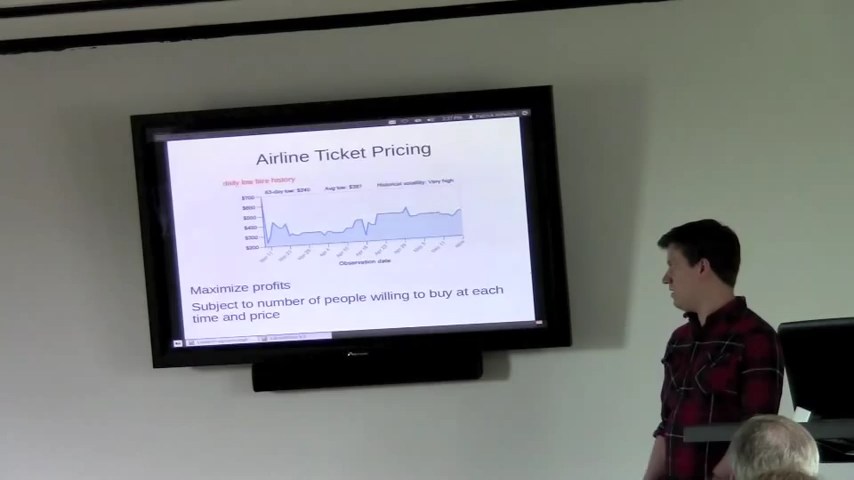 Airline Ticket Pricing
daily low fare history
63-day low: $240 Avg low: $397 Historical volatility: Very high
$700
$600
$500
$400
$300
$200
Observation date
Maximize profits
Subject to number of people willing to buy at each
time and price
Pioneer